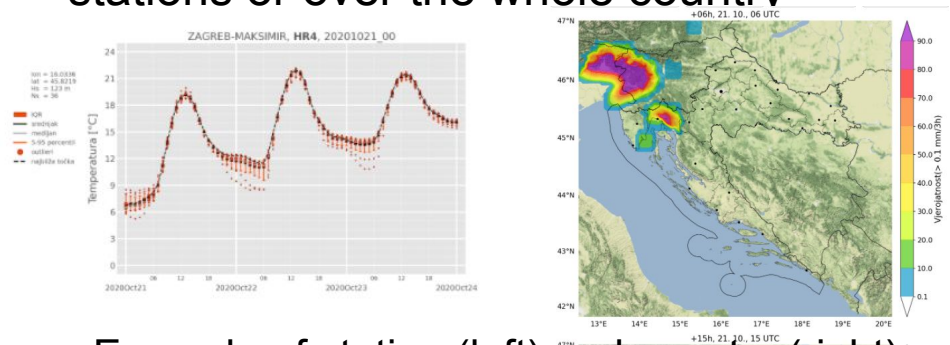 stations or over the whole country
ZAGREB-MAKSIMIR, HR4, 20201021_00
lon = 16.0336
lat = 45.8219
Hs = 123 m
Ns = 36
IQR
srednjak
medijan
5-95 percentil
outlieri
najbliža točka
Temperatura [°C]
24
21
18
15
12
9
6
3
0
06 12 18 06 12 18 06 12 18
2020Oct21 2020Oct22 2020Oct23 2020Oct24
+06h, 21. 10., 06 UTC
47°N
46°N
45°N
44°N
43°N
42°N
13°E 14°E 15°E 16°E 17°E 18°E 19°E 20°E
90.0
80.0
70.0
60.0
50.0
40.0
30.0
20.0
10.0
0.1
Vjerojatnost(> 0.1 mm/3h)
+15h, 21. 10., 15 UTC
(left)
(right)